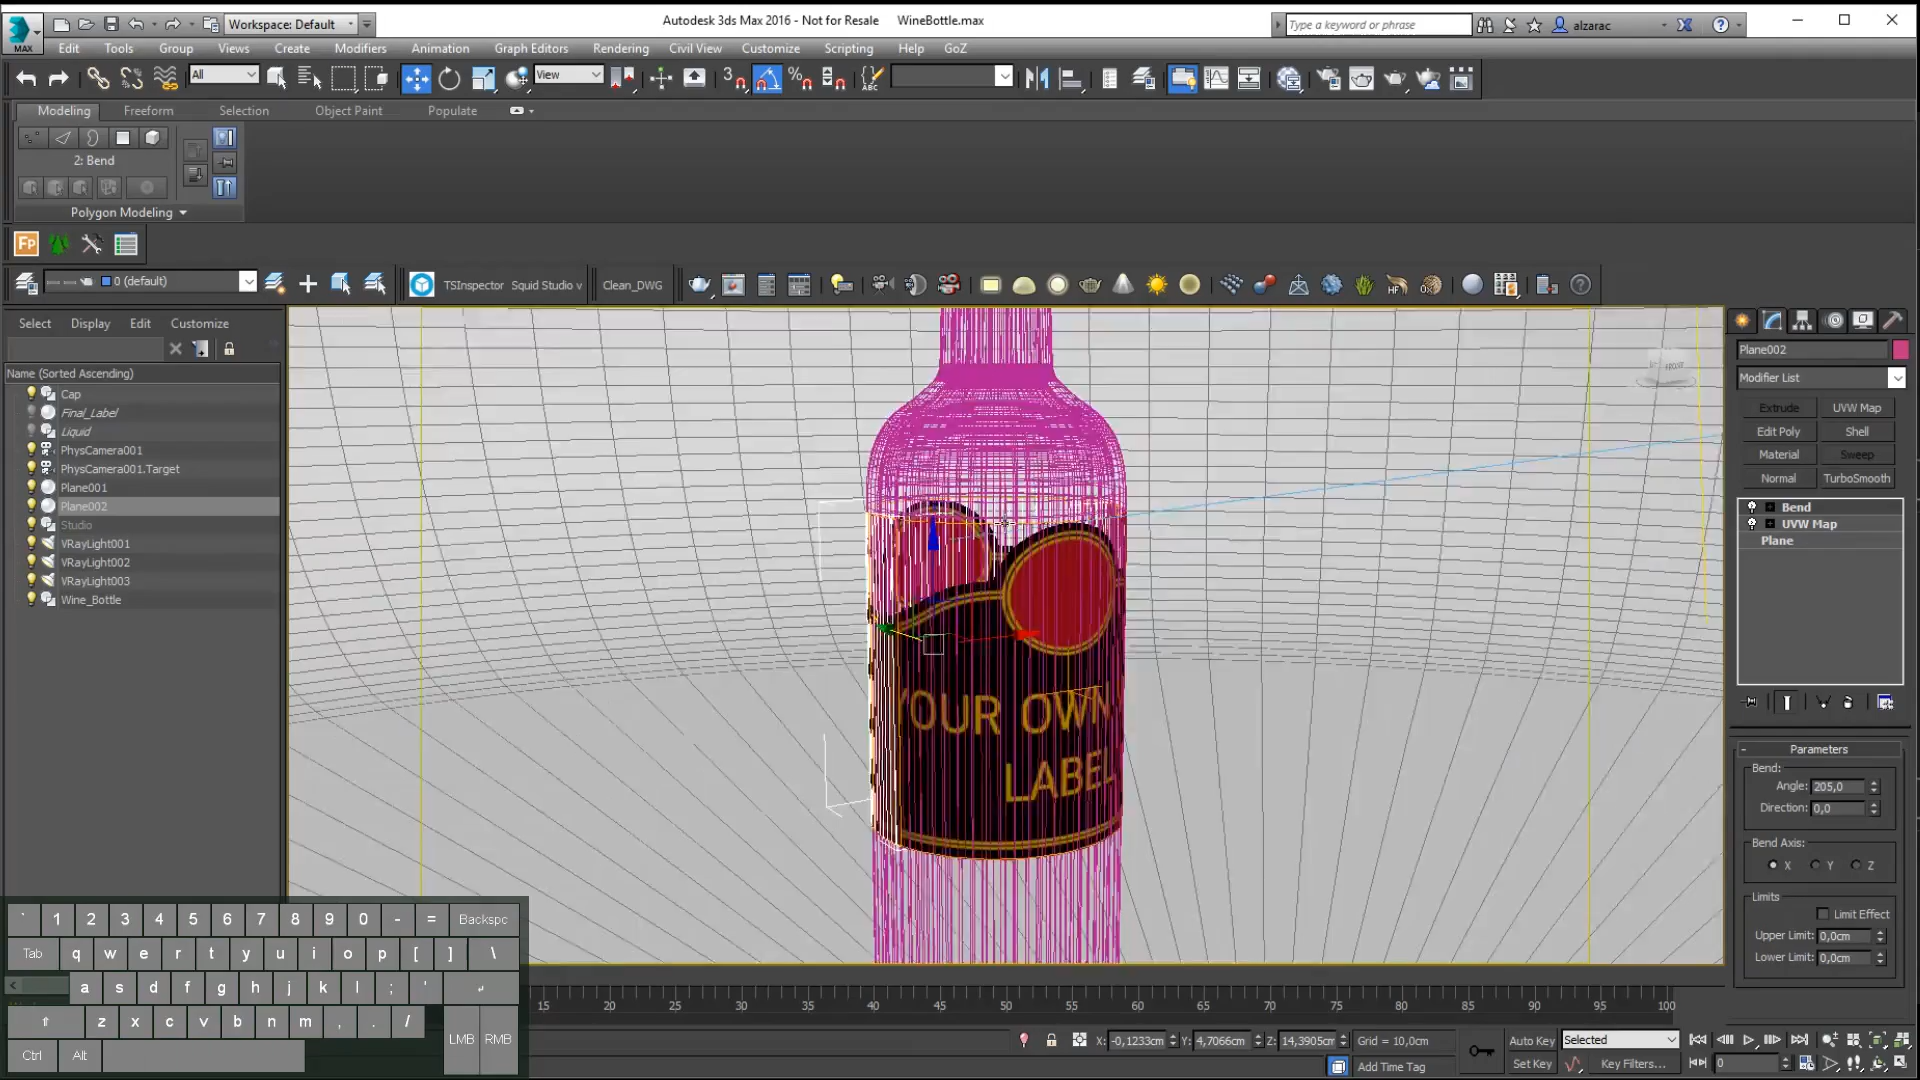 Workspace: Default
Autodesk 3ds Max 2016 - Not for Resale    WineBottle.max
Type a keyword or phrase
alzarac
MAX
Edit Tools Group Views Create Modifiers Animation Graph Editors Rendering Civil View Customize Scripting Help GoZ
All
View
Modeling Freeform Selection Object Paint Populate
2: Bend
Polygon Modeling
Fp
0 (default)
TSInspector Squid Studio v Clean_DWG
Select Display Edit Customize
Name (Sorted Ascending)
Cap
Final_Label
Liquid
PhysCamera001
PhysCamera001.Target
Plane001
Plane002
Studio
VRayLight001
VRayLight002
VRayLight003
Wine_Bottle
FRONT
YOUR OWN
LABEL
Plane002
Modifier List
Extrude UVW Map
Edit Poly Shell
Material Sweep
Normal TurboSmooth
Bend
UVW Map
Plane
- Parameters
Bend:
Angle: 205,0
Direction: 0,0
Bend Axis:
X Y Z
Limits
Limit Effect
Upper Limit: 0,0cm
Lower Limit: 0,0cm
` 1 2 3 4 5 6 7 8 9 0 - = Backspc
Tab q w e r t y u i o p [ ] \
a s d f g h j k l ; '
z x c v b n m , . /
Ctrl Alt
LMB RMB
15 20 25 30 35 40 45 50 55 60 65 70 75 80 85 90 95 100
X: -0,1233cm Y: 4,7066cm Z: 14,3905cm Grid = 10,0cm
Add Time Tag
Auto Key Selected
Set Key Key Filters...
0